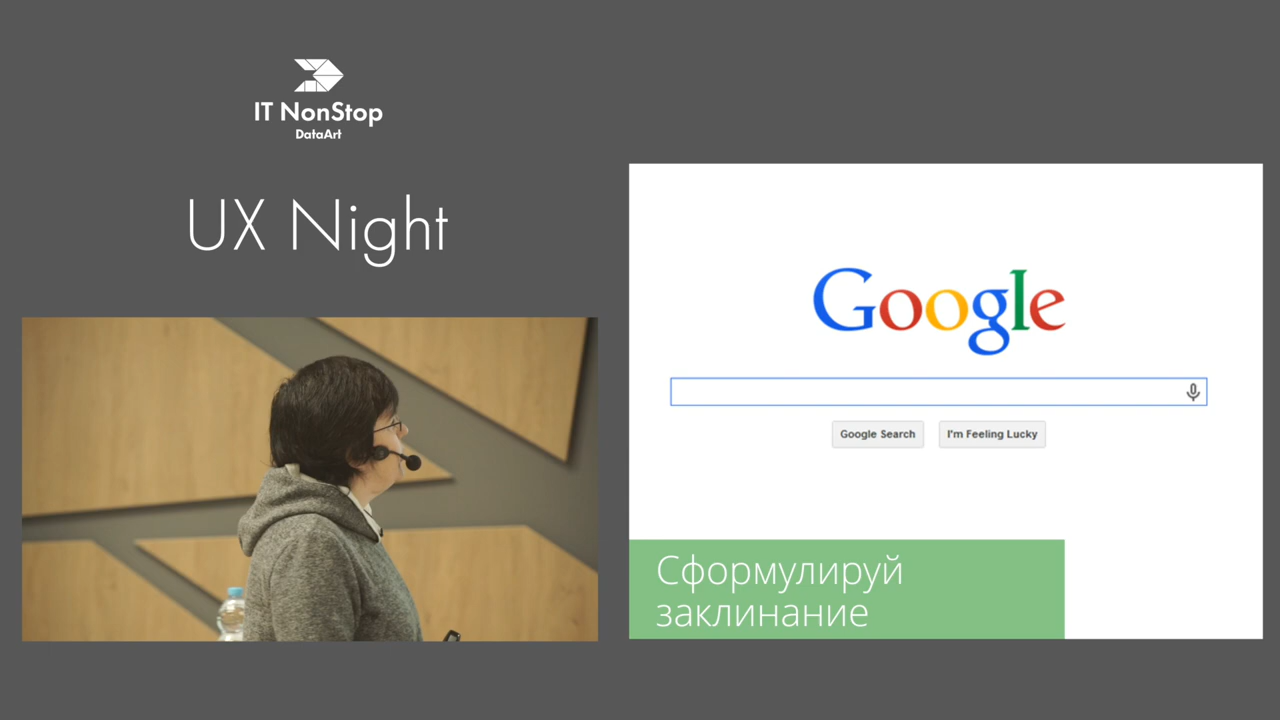 IT NonStop
DataArt
UX Night
Google
Google Search
I'm Feeling Lucky
Сформулируй
заклинание